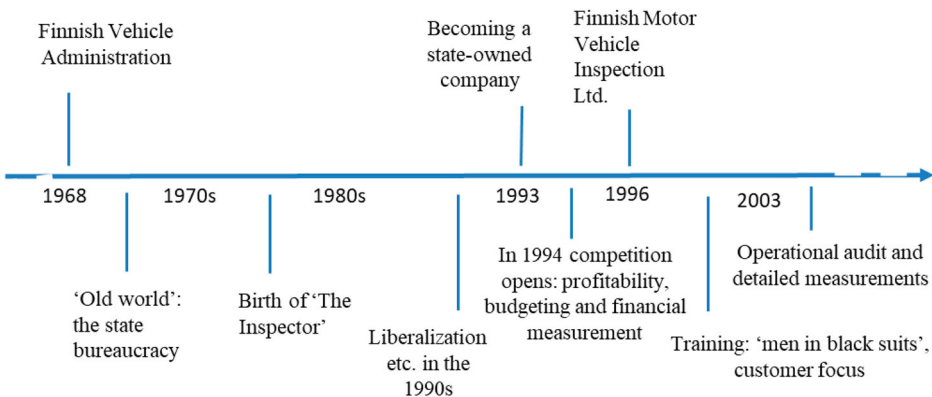 Finnish Vehicle
Administration
Becoming a
state-owned
company
Finnish Motor
Vehicle
Inspection
Ltd.
1968
1970s
1980s
1993
1996
2003
‘Old world’:
the state
bureaucracy
Birth of ‘The
Inspector’
Liberalization
etc. in the
1990s
In 1994 competition
opens: profitability,
budgeting and financial
measurement
Training: ‘men in black suits’,
customer focus
Operational audit and
detailed measurements